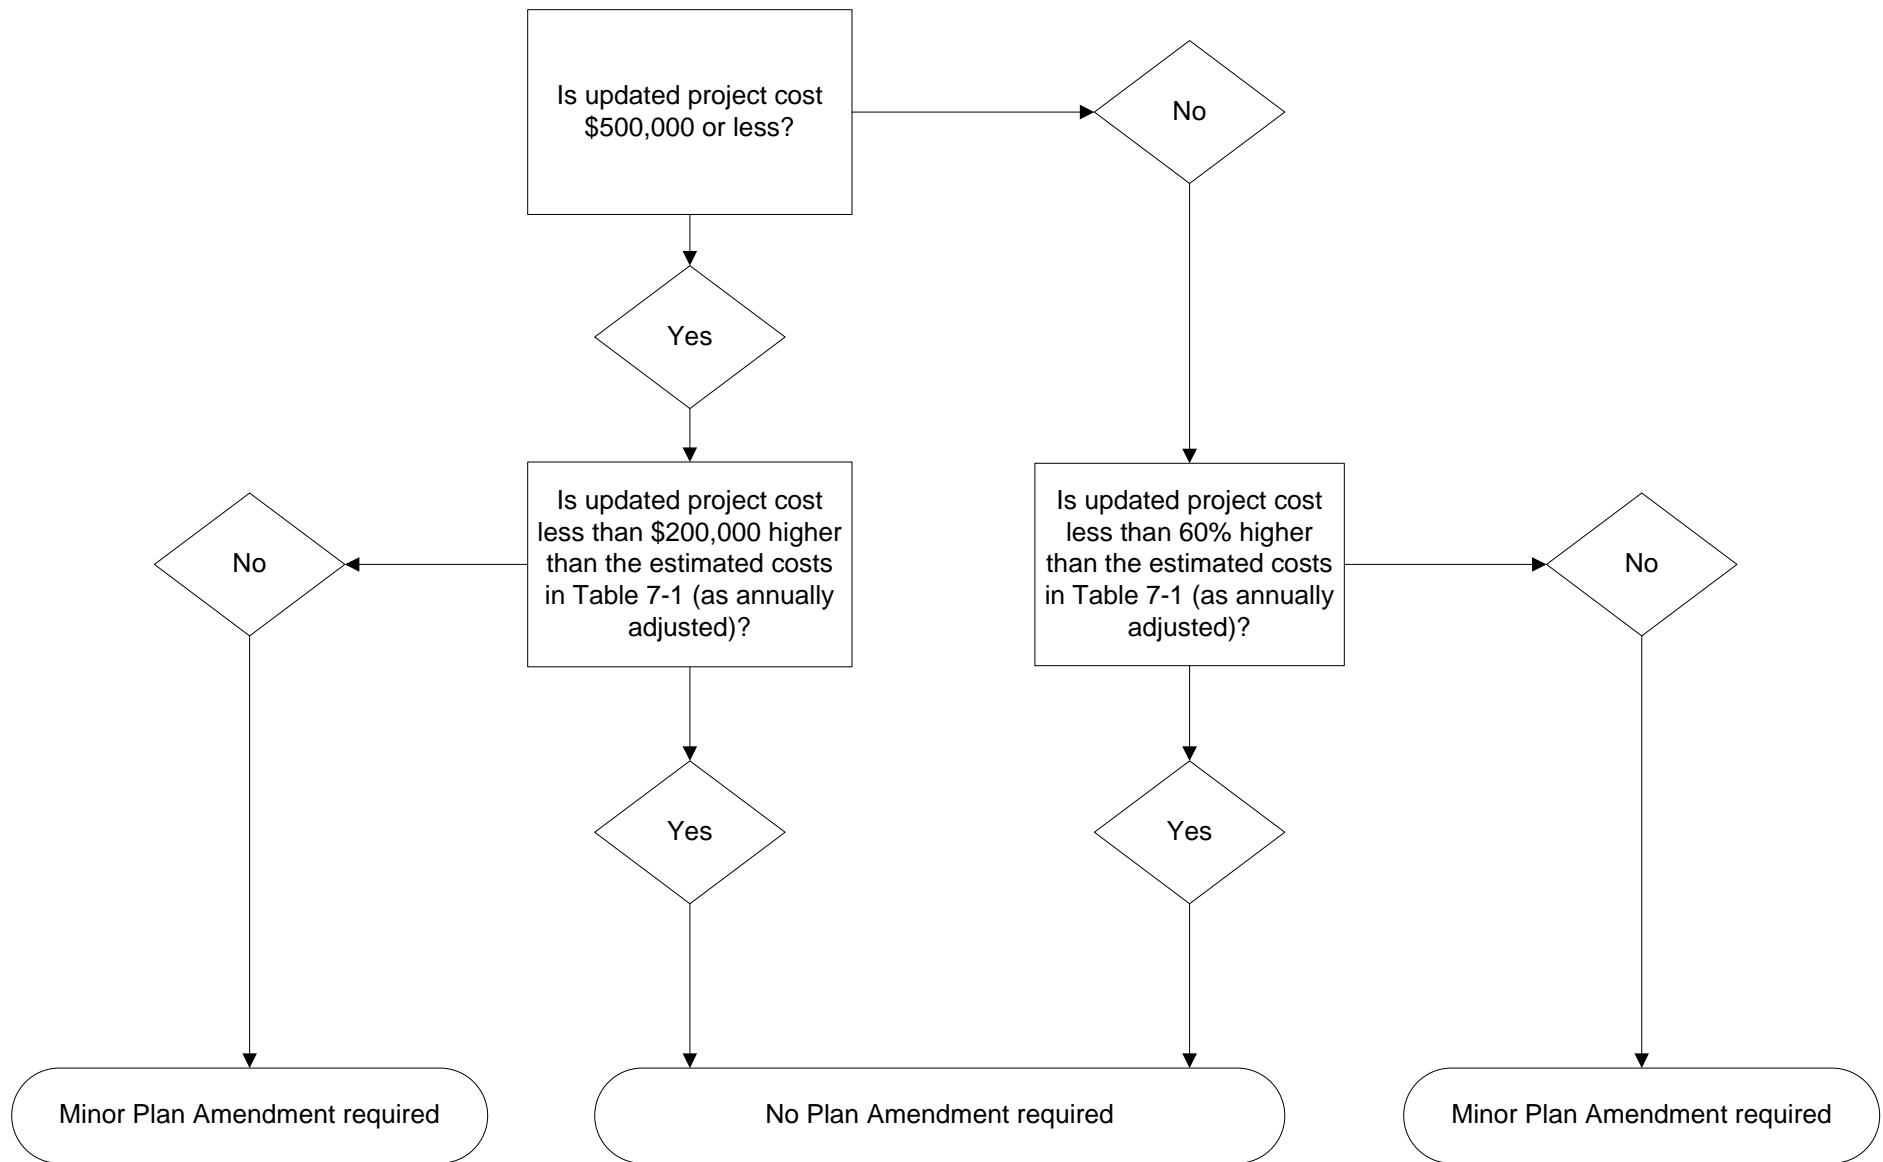 Is updated project cost
$500,000 or less?
No
Yes
Is updated project cost
less than $200,000 higher
than the estimated costs
in Table 7-1 (as annually
adjusted)?
Is updated project cost
less than 60% higher
than the estimated costs
in Table 7-1 (as annually
adjusted)?
No
No
Yes
Yes
Minor Plan Amendment required
No Plan Amendment required
Minor Plan Amendment required